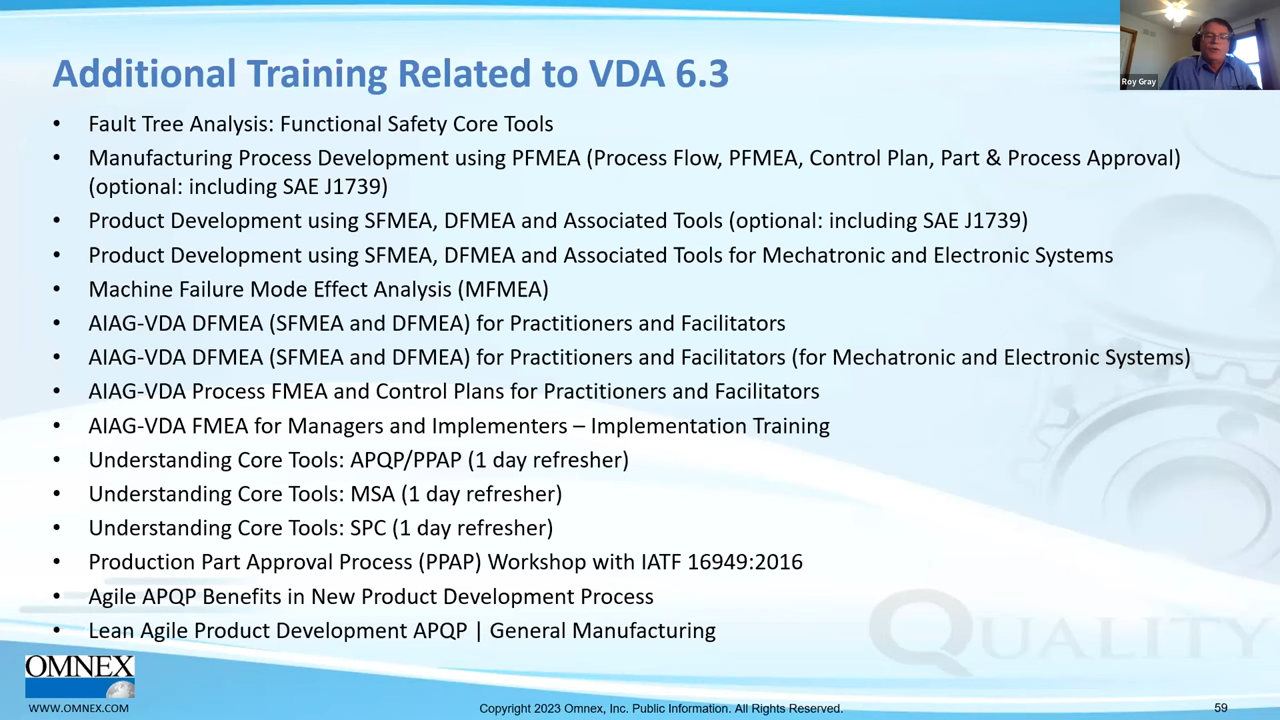 Additional Training Related to VDA 6.3
Roy Gray
• Fault Tree Analysis: Functional Safety Core Tools
• Manufacturing Process Development using PFMEA (Process Flow, PFMEA, Control Plan, Part & Process Approval)
(optional: including SAE J1739)
• Product Development using SFMEA, DFMEA and Associated Tools (optional: including SAE J1739)
• Product Development using SFMEA, DFMEA and Associated Tools for Mechatronic and Electronic Systems
• Machine Failure Mode Effect Analysis (MFMEA)
• AIAG-VDA DFMEA (SFMEA and DFMEA) for Practitioners and Facilitators
• AIAG-VDA DFMEA (SFMEA and DFMEA) for Practitioners and Facilitators (for Mechatronic and Electronic Systems)
• AIAG-VDA Process FMEA and Control Plans for Practitioners and Facilitators
• AIAG-VDA FMEA for Managers and Implementers – Implementation Training
• Understanding Core Tools: APQP/PPAP (1 day refresher)
• Understanding Core Tools: MSA (1 day refresher)
• Understanding Core Tools: SPC (1 day refresher)
• Production Part Approval Process (PPAP) Workshop with IATF 16949:2016
• Agile APQP Benefits in New Product Development Process
• Lean Agile Product Development APQP | General Manufacturing
QUALITY
OMNEX
WWW.OMNEX.COM
Copyright 2023 Omnex, Inc. Public Information. All Rights Reserved.
59